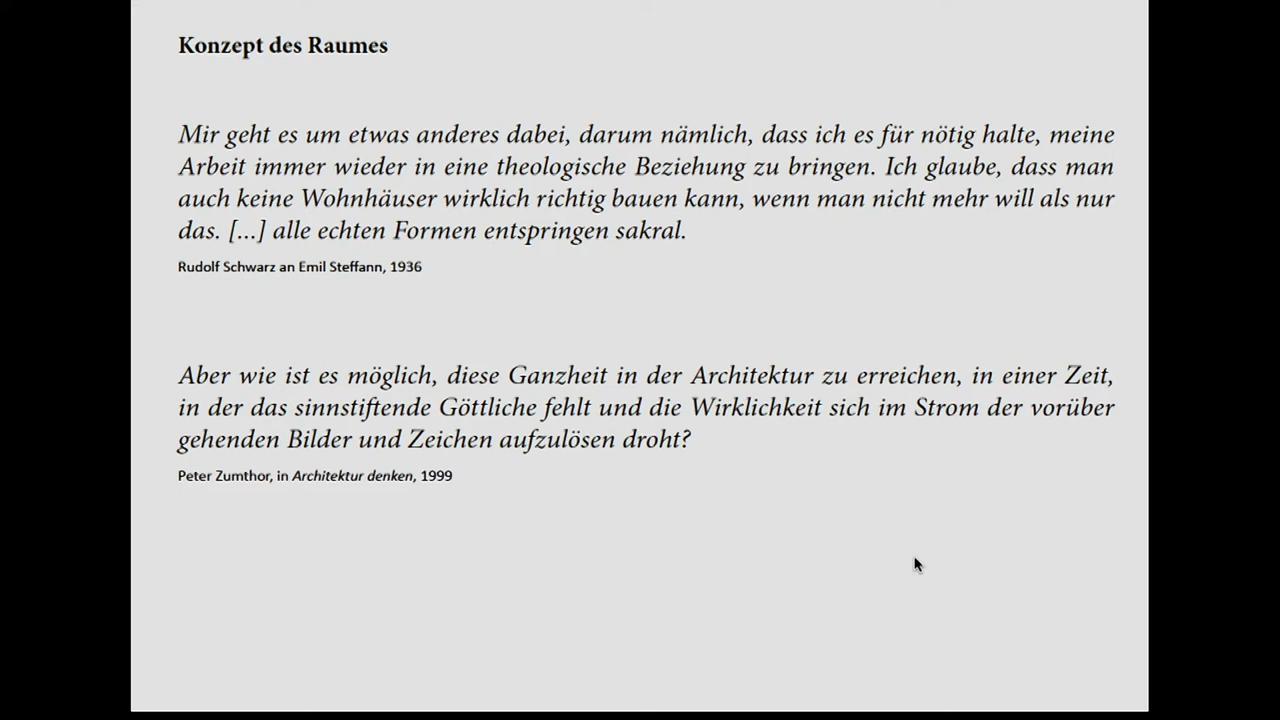 Konzept des Raumes
Mir geht es um etwas anderes dabei, darum nämlich, dass ich es für nötig halte, meine
Arbeit immer wieder in eine theologische Beziehung zu bringen. Ich glaube, dass man
auch keine Wohnhäuser wirklich richtig bauen kann, wenn man nicht mehr will als nur
das. [...] alle echten Formen entspringen sakral.
Rudolf Schwarz an Emil Steffann, 1936
Aber wie ist es möglich, diese Ganzheit in der Architektur zu erreichen, in einer Zeit,
in der das sinnstiftende Göttliche fehlt und die Wirklichkeit sich im Strom der vorüber
gehenden Bilder und Zeichen aufzulösen droht?
Peter Zumthor, in Architektur denken, 1999